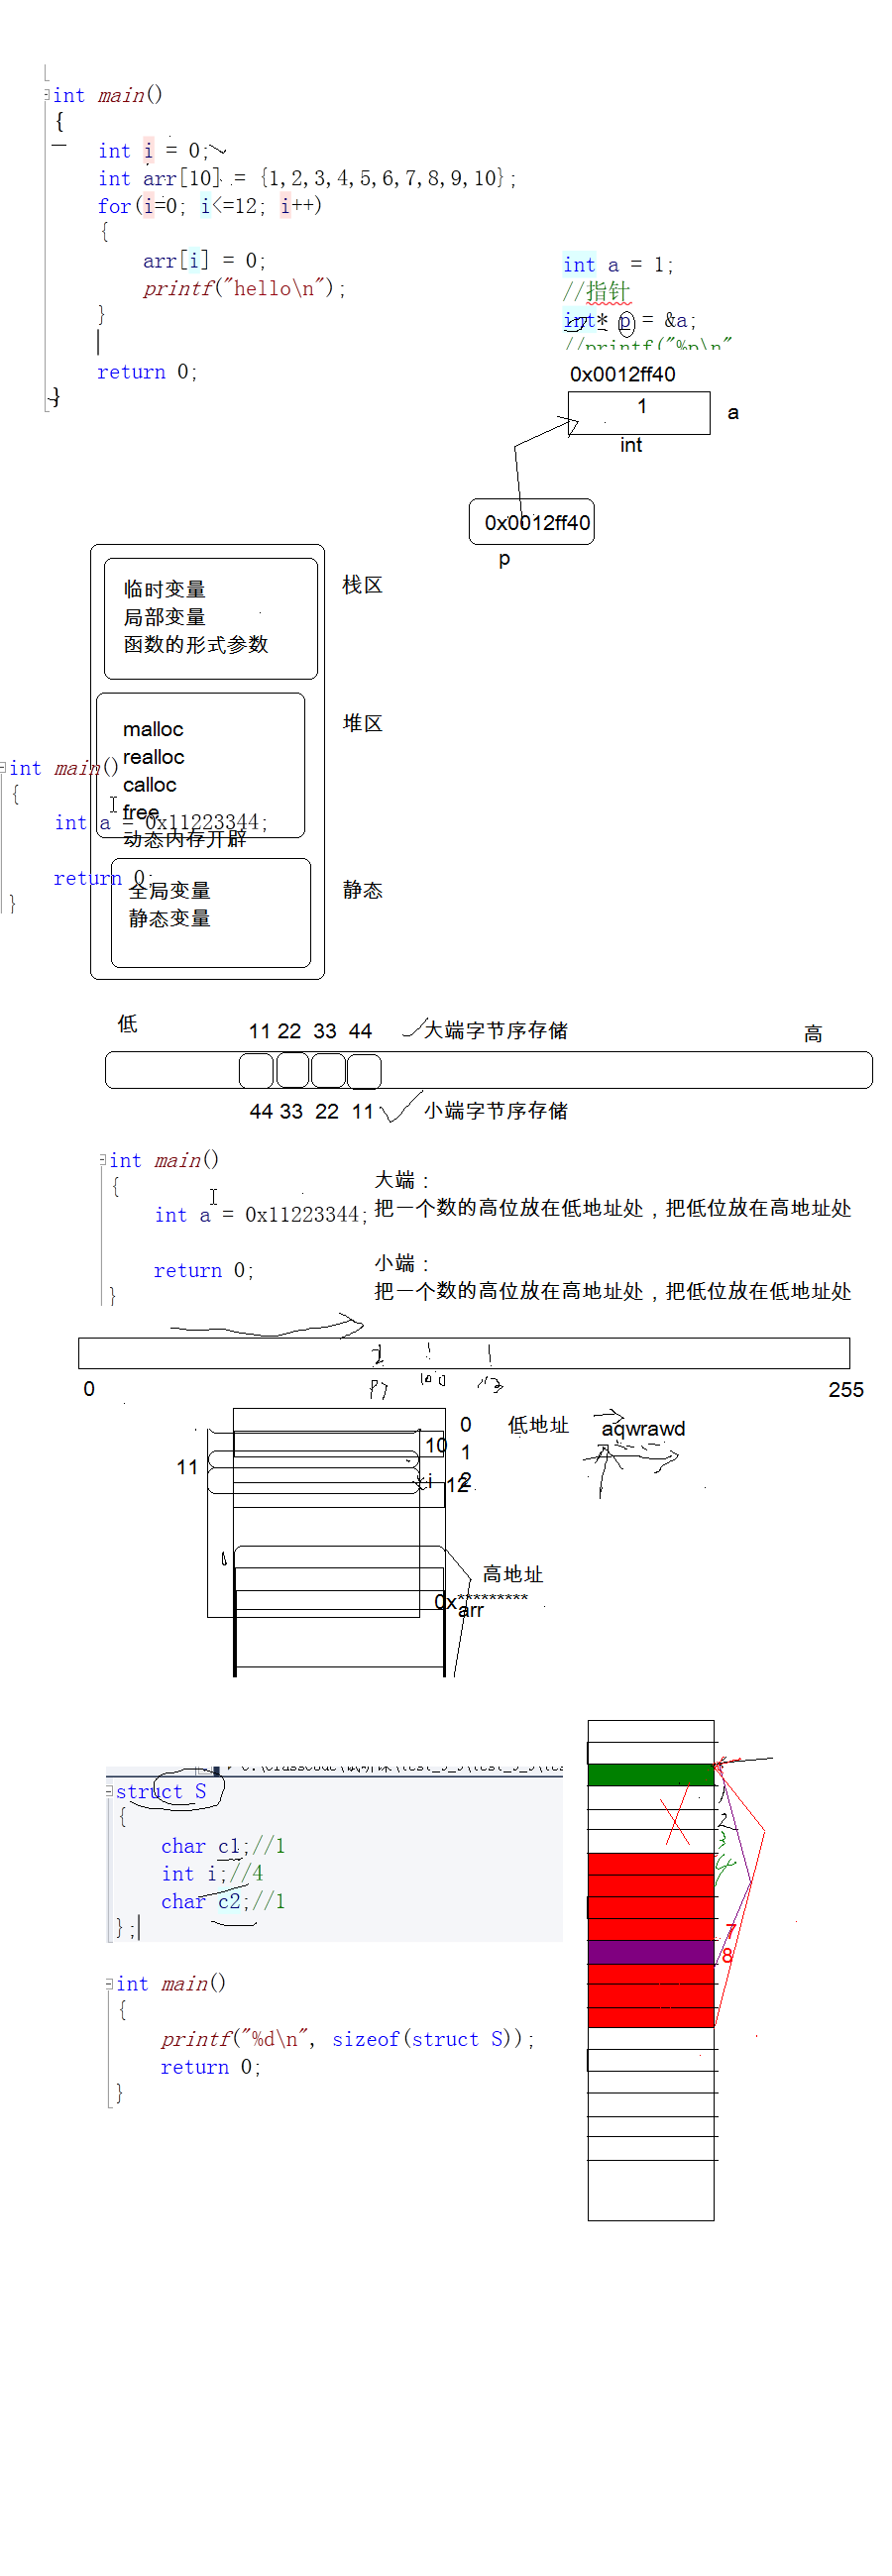 int main()
{
int i = 0;
int arr[10] = {1,2,3,4,5,6,7,8,9,10};
for(i=0; i<=12; i++)
{
arr[i] = 0;
printf("hello\n");
}
return 0;
}
int a = 1;
//指针
int* p = &a;
//printf("%p\n"
0x0012ff40
1
a
int
0x0012ff40
p
临时变量
局部变量
函数的形式参数
栈区
malloc
realloc
calloc
free
动态内存开辟
堆区
int main()
{
int a = 0x11223344;
return 0;
}
全局变量
静态变量
静态
低
11 22 33 44
大端字节序存储
高
44 33 22 11
小端字节序存储
int main()
{
int a = 0x11223344;
return 0;
}
大端：
把一个数的高位放在低地址处，把低位放在高地址处
小端：
把一个数的高位放在高地址处，把低位放在低地址处
2
100
0
255
0
低地址
aqwrawd
10
1
11
i
12
2
0
高地址
0x*********
arr
struct S
{
char c1;//1
int i;//4
char c2;//1
};
int main()
{
printf("%d\n", sizeof(struct S));
return 0;
}
1
2
3
4
7
8